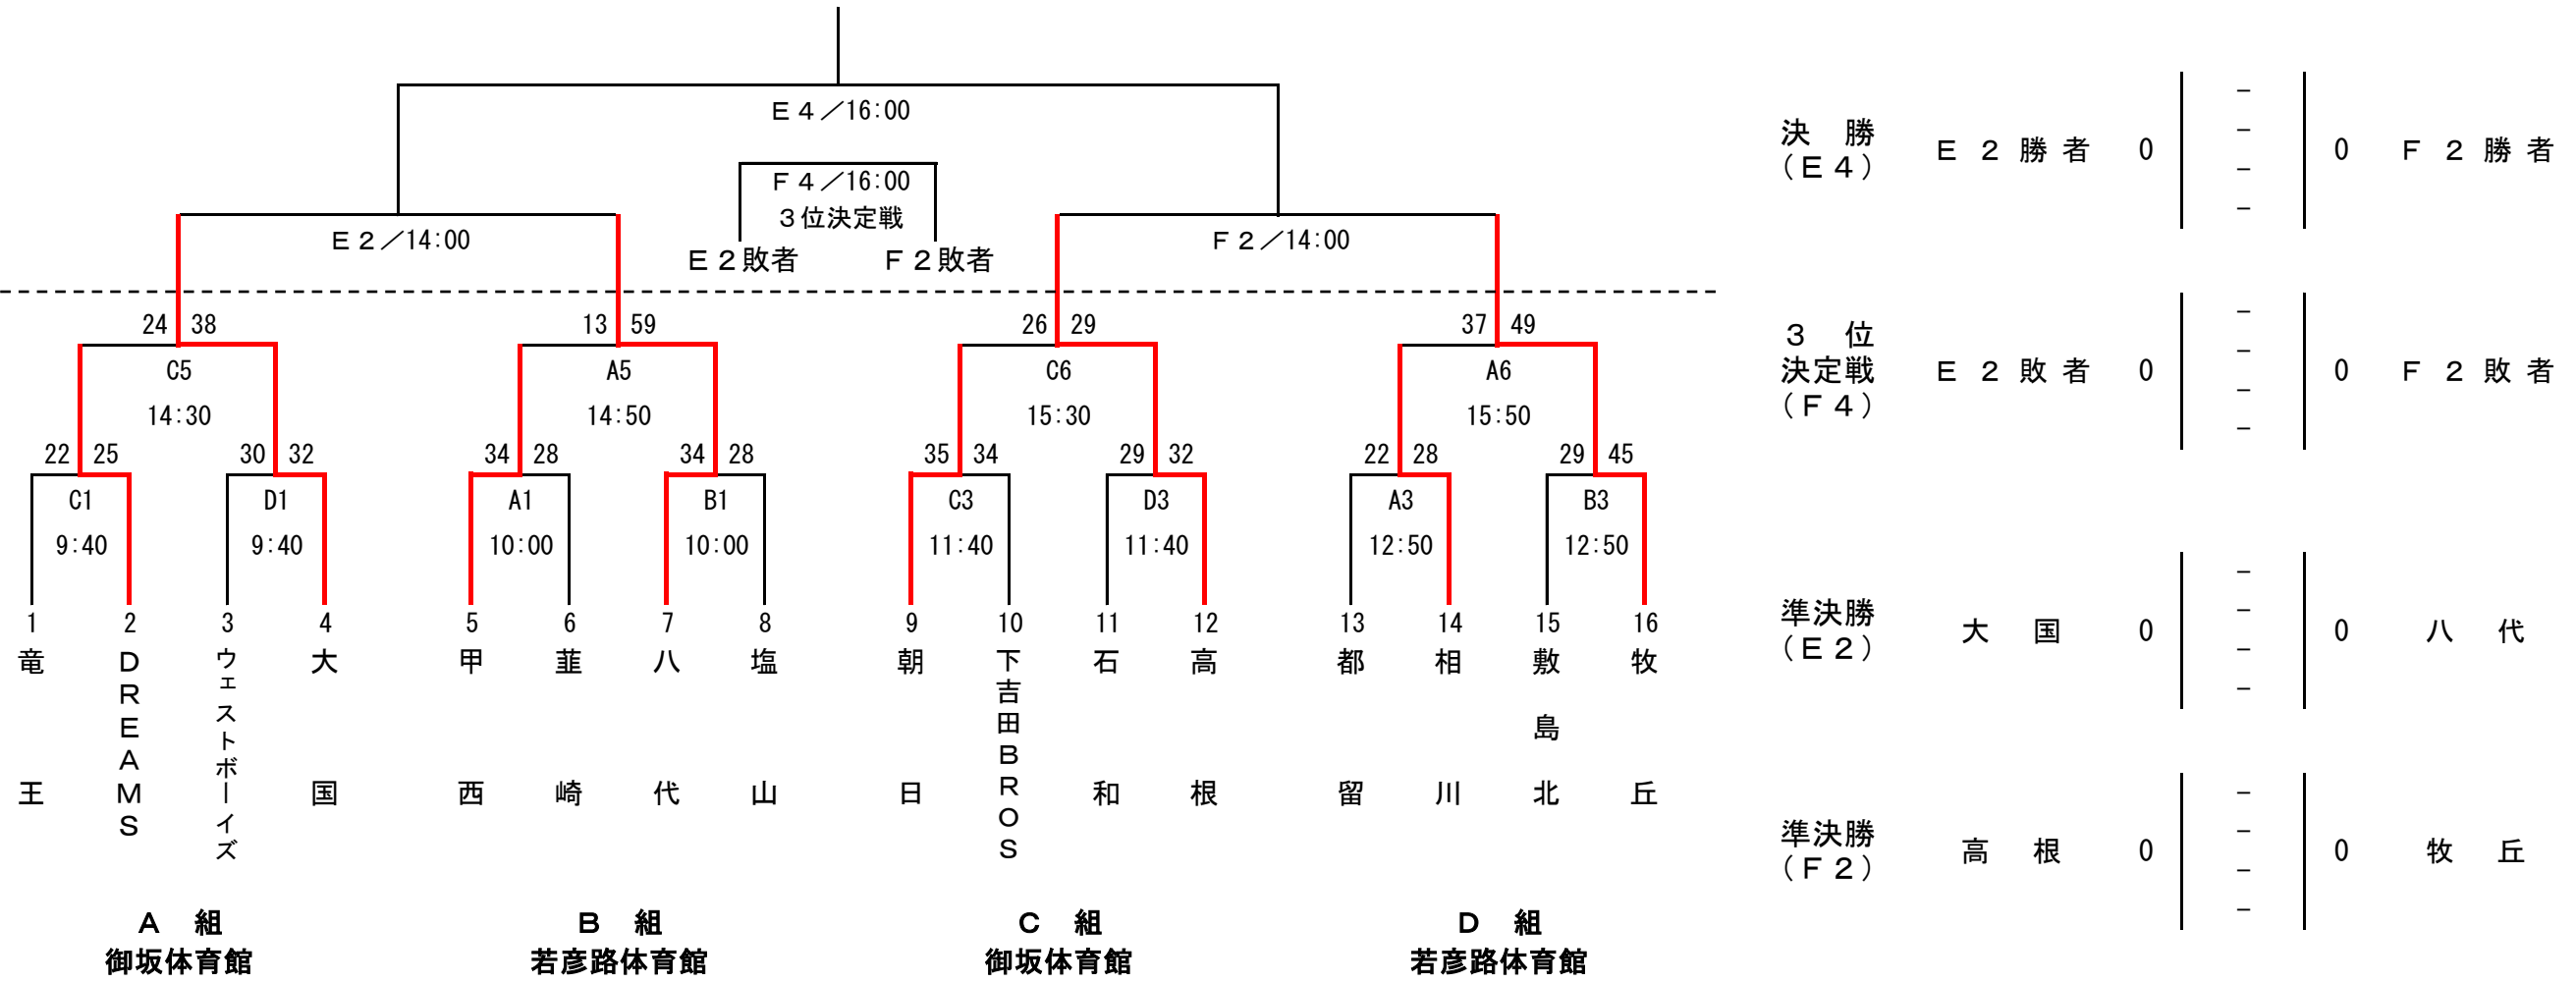 Ｅ４／16:00
Ｆ４／16:00
３位決定戦
Ｅ２／14:00
Ｆ２／14:00
Ｅ２敗者 Ｆ２敗者
24 38 13 59 26 29 37 49
C5 A5 C6 A6
14:30 14:50 15:30 15:50
22 25 30 32 34 28 34 28 35 34 29 32 22 28 29 45
C1 D1 A1 B1 C3 D3 A3 B3
9:40 9:40 10:00 10:00 11:40 11:40 12:50 12:50
1 2 3 4 5 6 7 8 9 10 11 12 13 14 15 16
竜王
ＤＲＥＡＭＳ
ウェストボーイズ
大国
甲西
韮崎
八代
塩山
朝日
下吉田ＢＲＯＳ
石和
高根
都留
相川
敷島北
牧丘
Ａ 組
御坂体育館
Ｂ 組
若彦路体育館
Ｃ 組
御坂体育館
Ｄ 組
若彦路体育館
決 勝
（Ｅ４）
Ｅ ２ 勝 者 0
－
－
－
－
0 Ｆ ２ 勝 者
３ 位
決定戦
（Ｆ４）
Ｅ ２ 敗 者 0
－
－
－
－
0 Ｆ ２ 敗 者
準決勝
（Ｅ２）
大 国 0
－
－
－
－
0 八 代
準決勝
（Ｆ２）
高 根 0
－
－
－
－
0 牧 丘